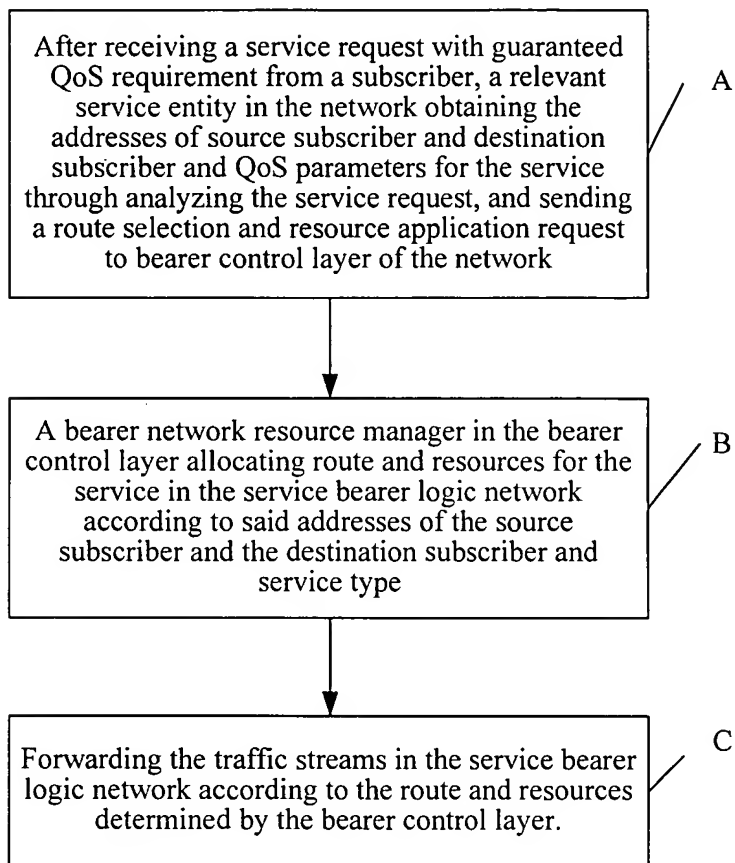 After receiving a service request with guaranteed
QoS requirement from a subscriber, a relevant
service entity in the network obtaining the
addresses of source subscriber and destination
subscriber and QoS parameters for the service
through analyzing the service request, and sending
a route selection and resource application request
to bearer control layer of the network
A
A bearer network resource manager in the bearer
control layer allocating route and resources for the
service in the service bearer logic network
according to said addresses of the source
subscriber and the destination subscriber and
service type
B
Forwarding the traffic streams in the service bearer
logic network according to the route and resources
determined by the bearer control layer.
C